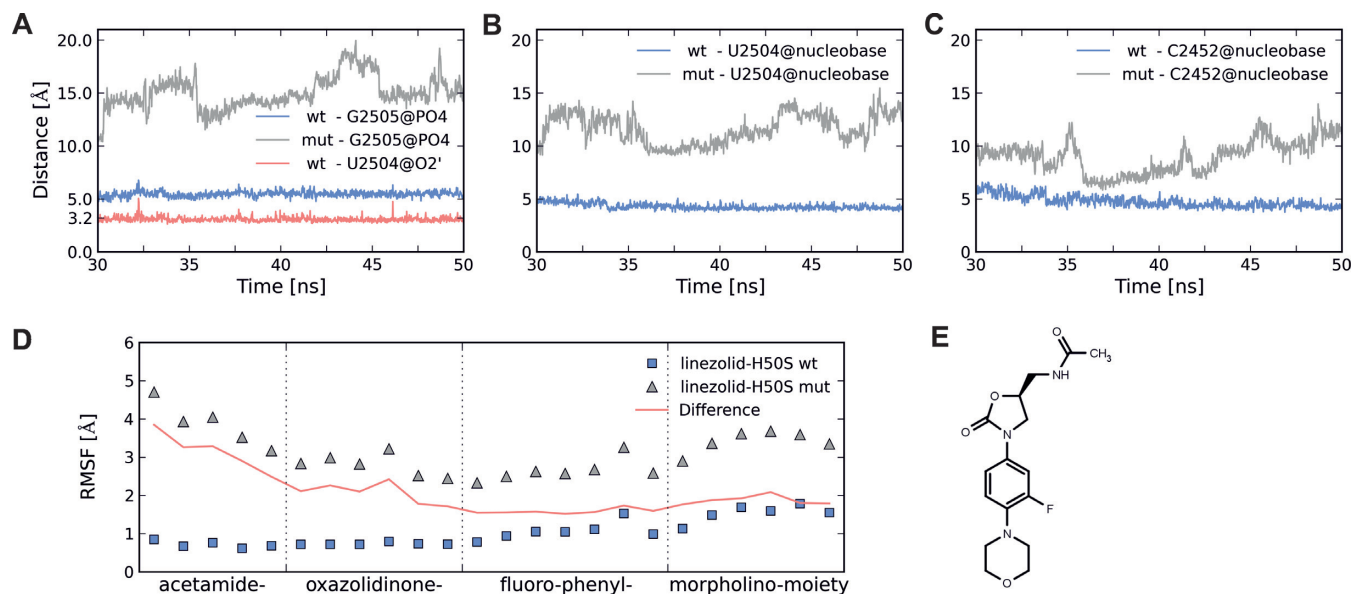 A
20.0
15.0
10.0
5.0
3.2
0.0
Distance [Å]
wt - G2505@PO4
mut - G2505@PO4
wt - U2504@O2'
30 35 40 45 50
Time [ns]
B
20
15
10
5
0
wt - U2504@nucleobase
mut - U2504@nucleobase
30 35 40 45 50
Time [ns]
C
20
15
10
5
0
wt - C2452@nucleobase
mut - C2452@nucleobase
30 35 40 45 50
Time [ns]
D
6
5
4
3
2
1
0
RMSF [Å]
linezolid-H50S wt
linezolid-H50S mut
Difference
acetamide- oxazolidinone- fluoro-phenyl- morpholino-moiety
E
O
CH3
NH
O
O
N
F
N
O